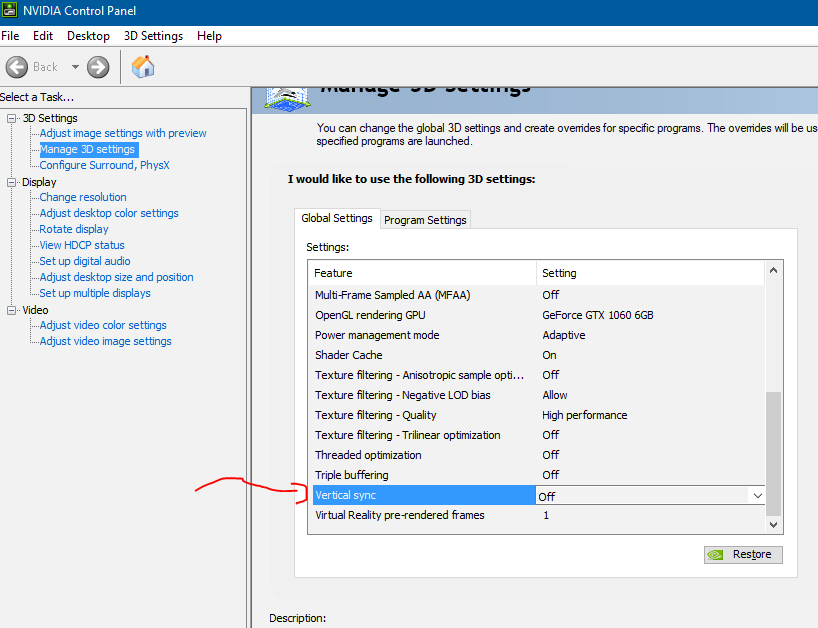 NVIDIA Control Panel
File Edit Desktop 3D Settings Help
Back
Select a Task...
3D Settings
Adjust image settings with preview
Manage 3D settings
Configure Surround, PhysX
Display
Change resolution
Adjust desktop color settings
Rotate display
View HDCP status
Set up digital audio
Adjust desktop size and position
Set up multiple displays
Video
Adjust video color settings
Adjust video image settings
Manage 3D Settings
You can change the global 3D settings and create overrides for specific programs. The overrides will be us
specified programs are launched.
I would like to use the following 3D settings:
Global Settings Program Settings
Settings:
Feature Setting
Multi-Frame Sampled AA (MFAA) Off
OpenGL rendering GPU GeForce GTX 1060 6GB
Power management mode Adaptive
Shader Cache On
Texture filtering - Anisotropic sample opti... Off
Texture filtering - Negative LOD bias Allow
Texture filtering - Quality High performance
Texture filtering - Trilinear optimization Off
Threaded optimization Off
Triple buffering Off
Vertical sync Off
Virtual Reality pre-rendered frames 1
Restore
Description: